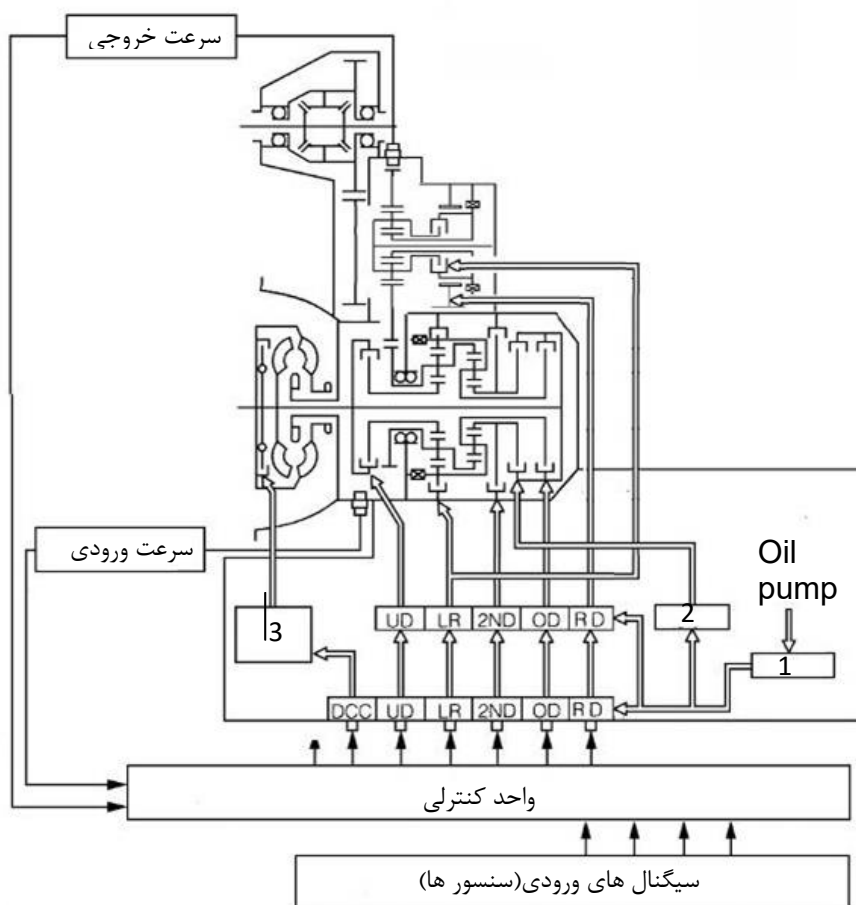 سرعت خروجی
سرعت ورودی
Oil
pump
3
UD LR 2ND OD RD
2
1
DCC UD LR 2ND OD RD
واحد کنترلی
سیگنال های ورودی(سنسور ها)